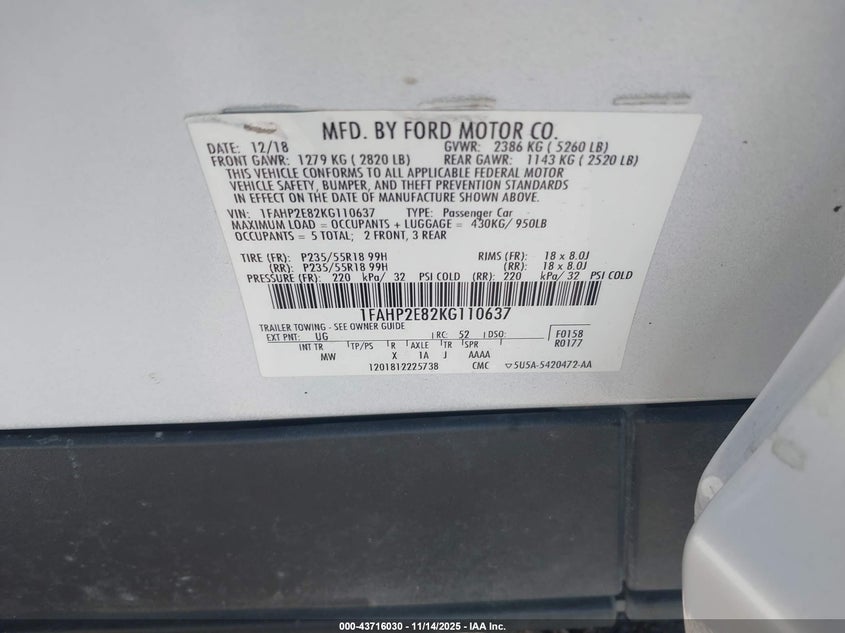 MFD. BY FORD MOTOR CO.
DATE: 12/18 GVWR: 2386 KG ( 5260 LB)
FRONT GAWR: 1279 KG ( 2820 LB) REAR GAWR: 1143 KG ( 2520 LB)
THIS VEHICLE CONFORMS TO ALL APPLICABLE FEDERAL MOTOR
VEHICLE SAFETY, BUMPER, AND THEFT PREVENTION STANDARDS
IN EFFECT ON THE DATE OF MANUFACTURE SHOWN ABOVE.
VIN: 1FAHP2E82KG110637 TYPE: Passenger Car
MAXIMUM LOAD = OCCUPANTS + LUGGAGE = 430KG/ 950LB
OCCUPANTS = 5 TOTAL; 2 FRONT, 3 REAR
TIRE (FR): P235/55R18 99H RIMS (FR): 18 x 8.0J
(RR): P235/55R18 99H (RR): 18 x 8.0J
PRESSURE (FR): 220 kPa/ 32 PSI COLD (RR): 220 kPa/ 32 PSI COLD
1FAHP2E82KG110637
TRAILER TOWING - SEE OWNER GUIDE
EXT PNT: UG RC: 52 DSO: F0158
INT TR TP/PS R AXLE TR SPR R0177
MW X 1A J AAAA
1201812225738 CMC 5U5A-5420472-AA
000-43716030 - 11/14/2025 - IAA Inc.